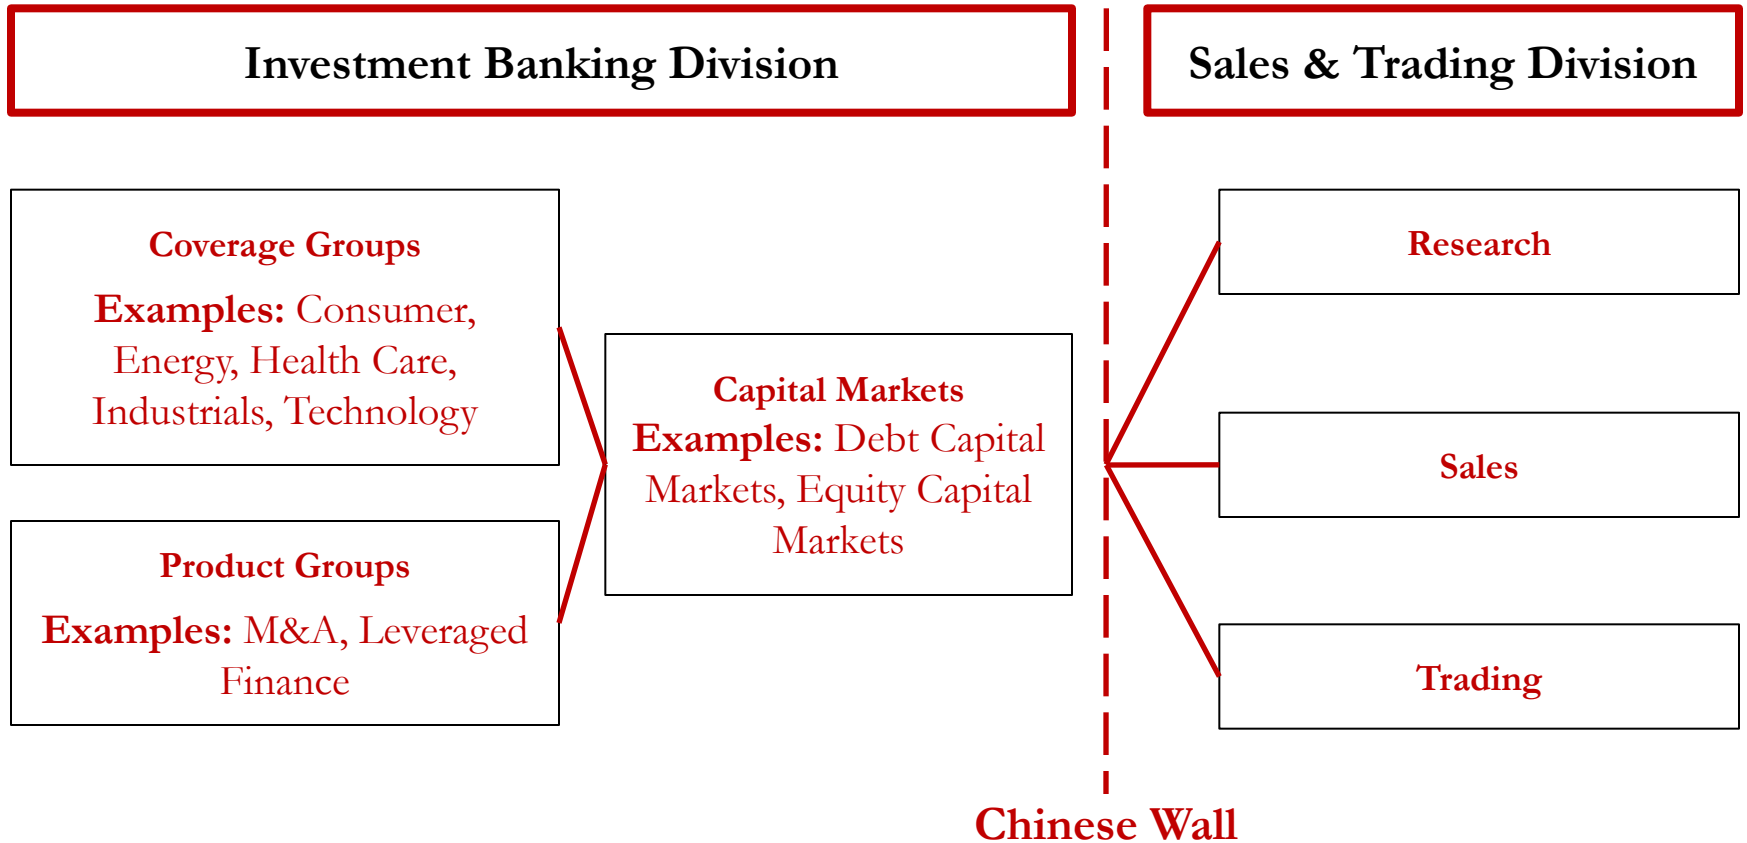 Investment Banking Division
Sales & Trading Division
Coverage Groups
Examples: Consumer,
Energy, Health Care,
Industrials, Technology
Product Groups
Examples: M&A, Leveraged
Finance
Capital Markets
Examples: Debt Capital
Markets, Equity Capital
Markets
Research
Sales
Trading
Chinese Wall